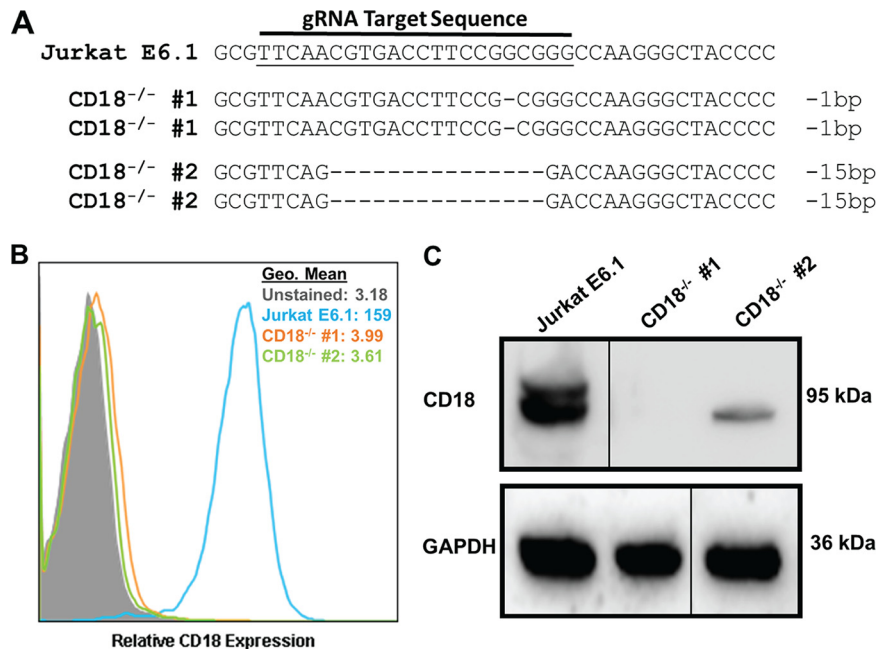 A
gRNA Target Sequence
Jurkat E6.1 GCGTTCAACGTGACCTTCCGGCGGGCCAAGGGCTACCCC
CD18-/- #1 GCGTTCAACGTGACCTTCCG-CGGGCCAAGGGCTACCCC -1bp
CD18-/- #1 GCGTTCAACGTGACCTTCCG-CGGGCCAAGGGCTACCCC -1bp
CD18-/- #2 GCGTTCAG---------------GACCAAGGGCTACCCC -15bp
CD18-/- #2 GCGTTCAG---------------GACCAAGGGCTACCCC -15bp
B
Geo. Mean
Unstained: 3.18
Jurkat E6.1: 159
CD18-/- #1: 3.99
CD18-/- #2: 3.61
Relative CD18 Expression
C
Jurkat E6.1
CD18-/- #1
CD18-/- #2
CD18
95 kDa
GAPDH
36 kDa